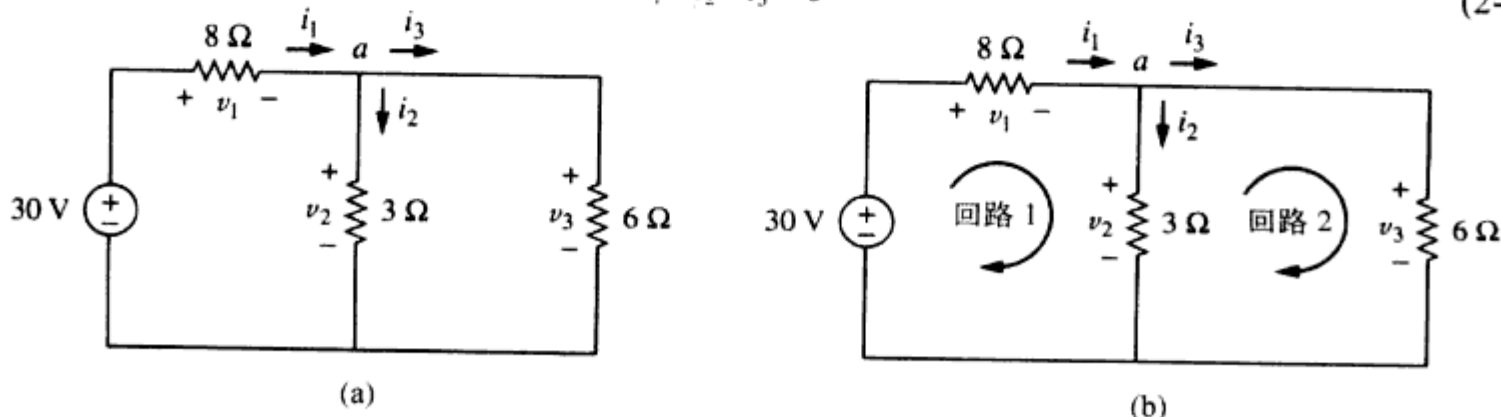 (2-
8 Ω i₁ a i₃
+ v₁ −
i₂
30 V + −
+ v₂ − 3 Ω
+ v₃ − 6 Ω
(a)
8 Ω i₁ a i₃
+ v₁ −
i₂
30 V + −
回路 1
+ v₂ − 3 Ω
回路 2
+ v₃ − 6 Ω
(b)